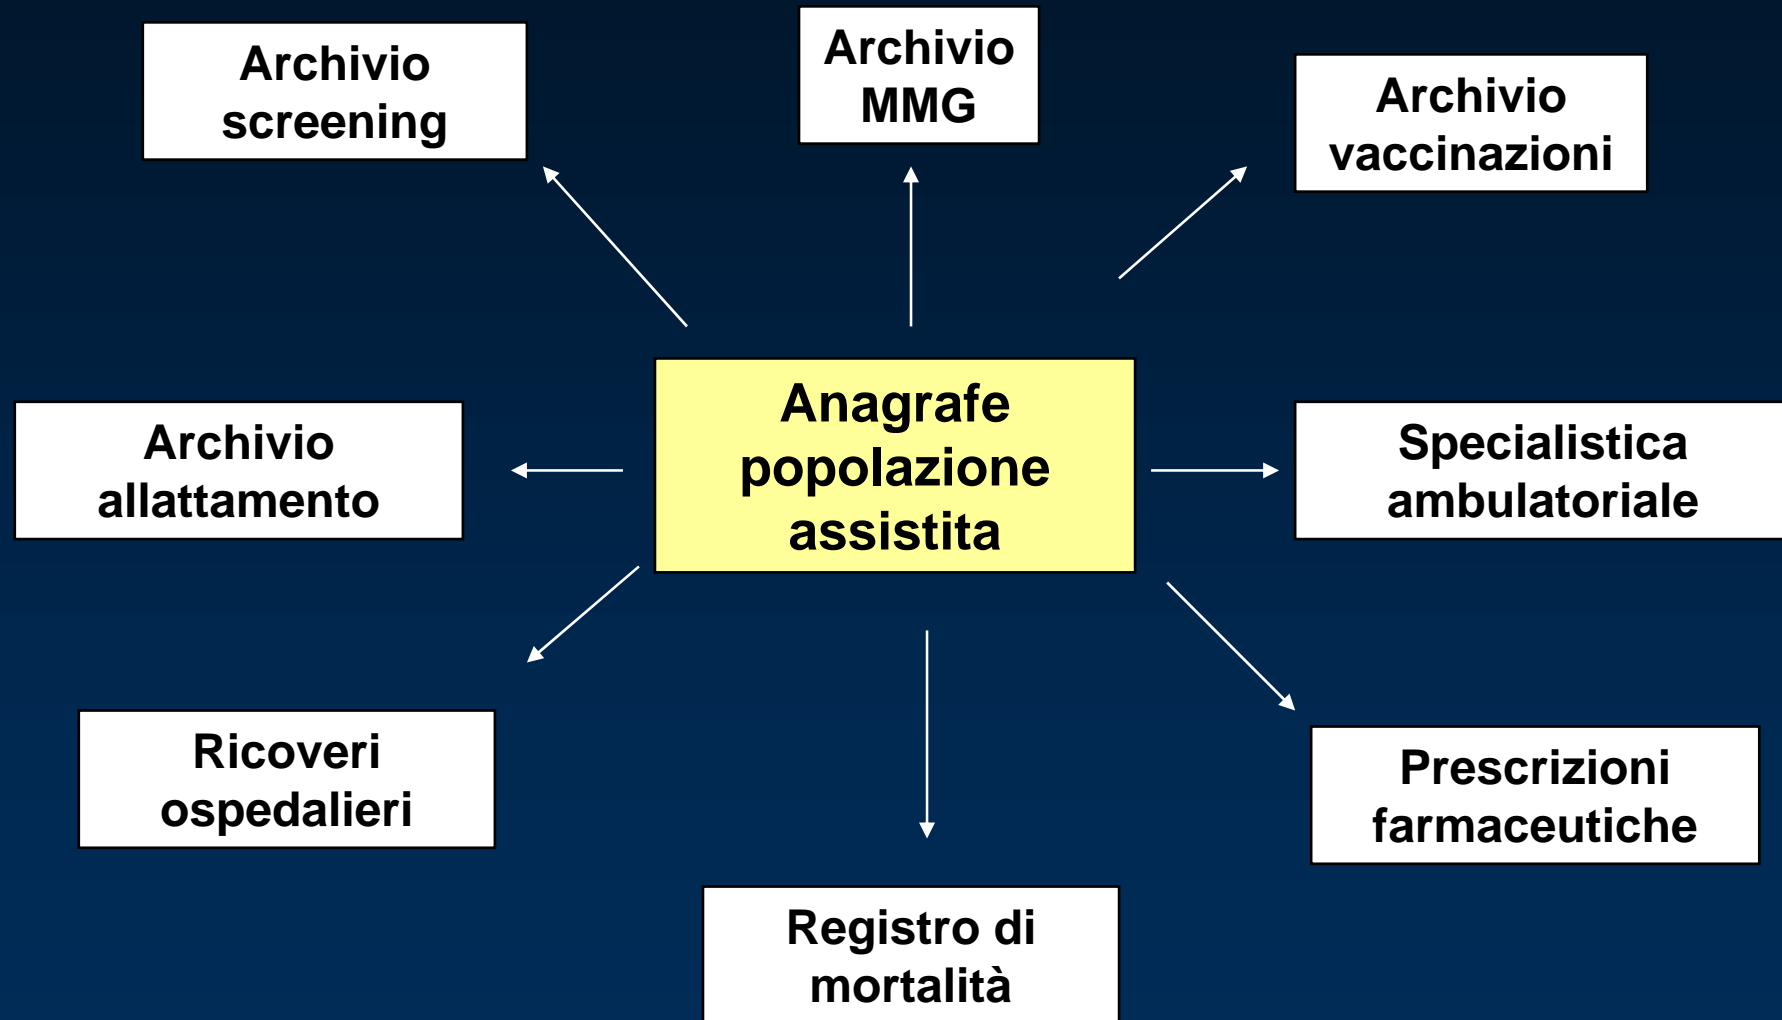 Archivio
screening
Archivio
MMG
Archivio
vaccinazioni
Archivio
allattamento
Anagrafe
popolazione
assistita
Specialistica
ambulatoriale
Ricoveri
ospedalieri
Prescrizioni
farmaceutiche
Registro di
mortalità